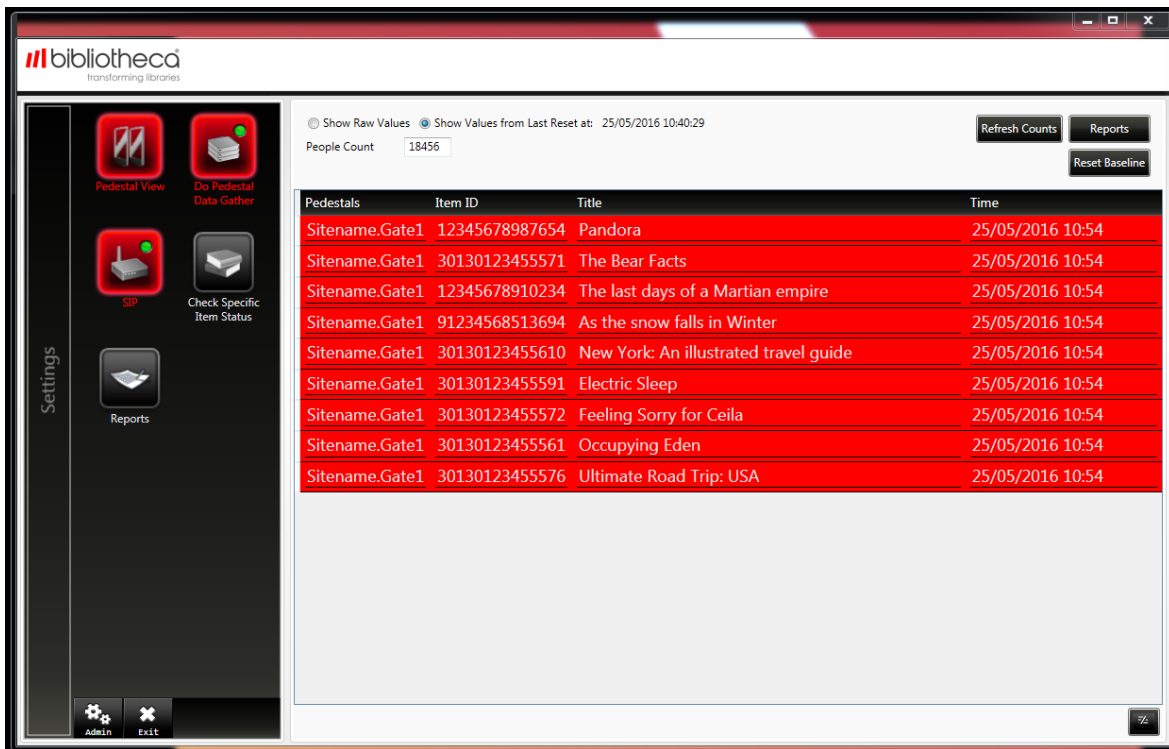 bibliotheca
transforming libraries
Settings
Pedestal View
Do Pedestal
Data Gather
SIP
Check Specific
Item Status
Reports
Admin
Exit
Show Raw Values Show Values from Last Reset at: 25/05/2016 10:40:29
People Count 18456
Refresh Counts Reports
Reset Baseline
Pedestals Item ID Title Time
Sitename.Gate1 12345678987654 Pandora 25/05/2016 10:54
Sitename.Gate1 30130123455571 The Bear Facts 25/05/2016 10:54
Sitename.Gate1 12345678910234 The last days of a Martian empire 25/05/2016 10:54
Sitename.Gate1 91234568513694 As the snow falls in Winter 25/05/2016 10:54
Sitename.Gate1 30130123455610 New York: An illustrated travel guide 25/05/2016 10:54
Sitename.Gate1 30130123455591 Electric Sleep 25/05/2016 10:54
Sitename.Gate1 30130123455572 Feeling Sorry for Ceila 25/05/2016 10:54
Sitename.Gate1 30130123455561 Occupying Eden 25/05/2016 10:54
Sitename.Gate1 30130123455576 Ultimate Road Trip: USA 25/05/2016 10:54